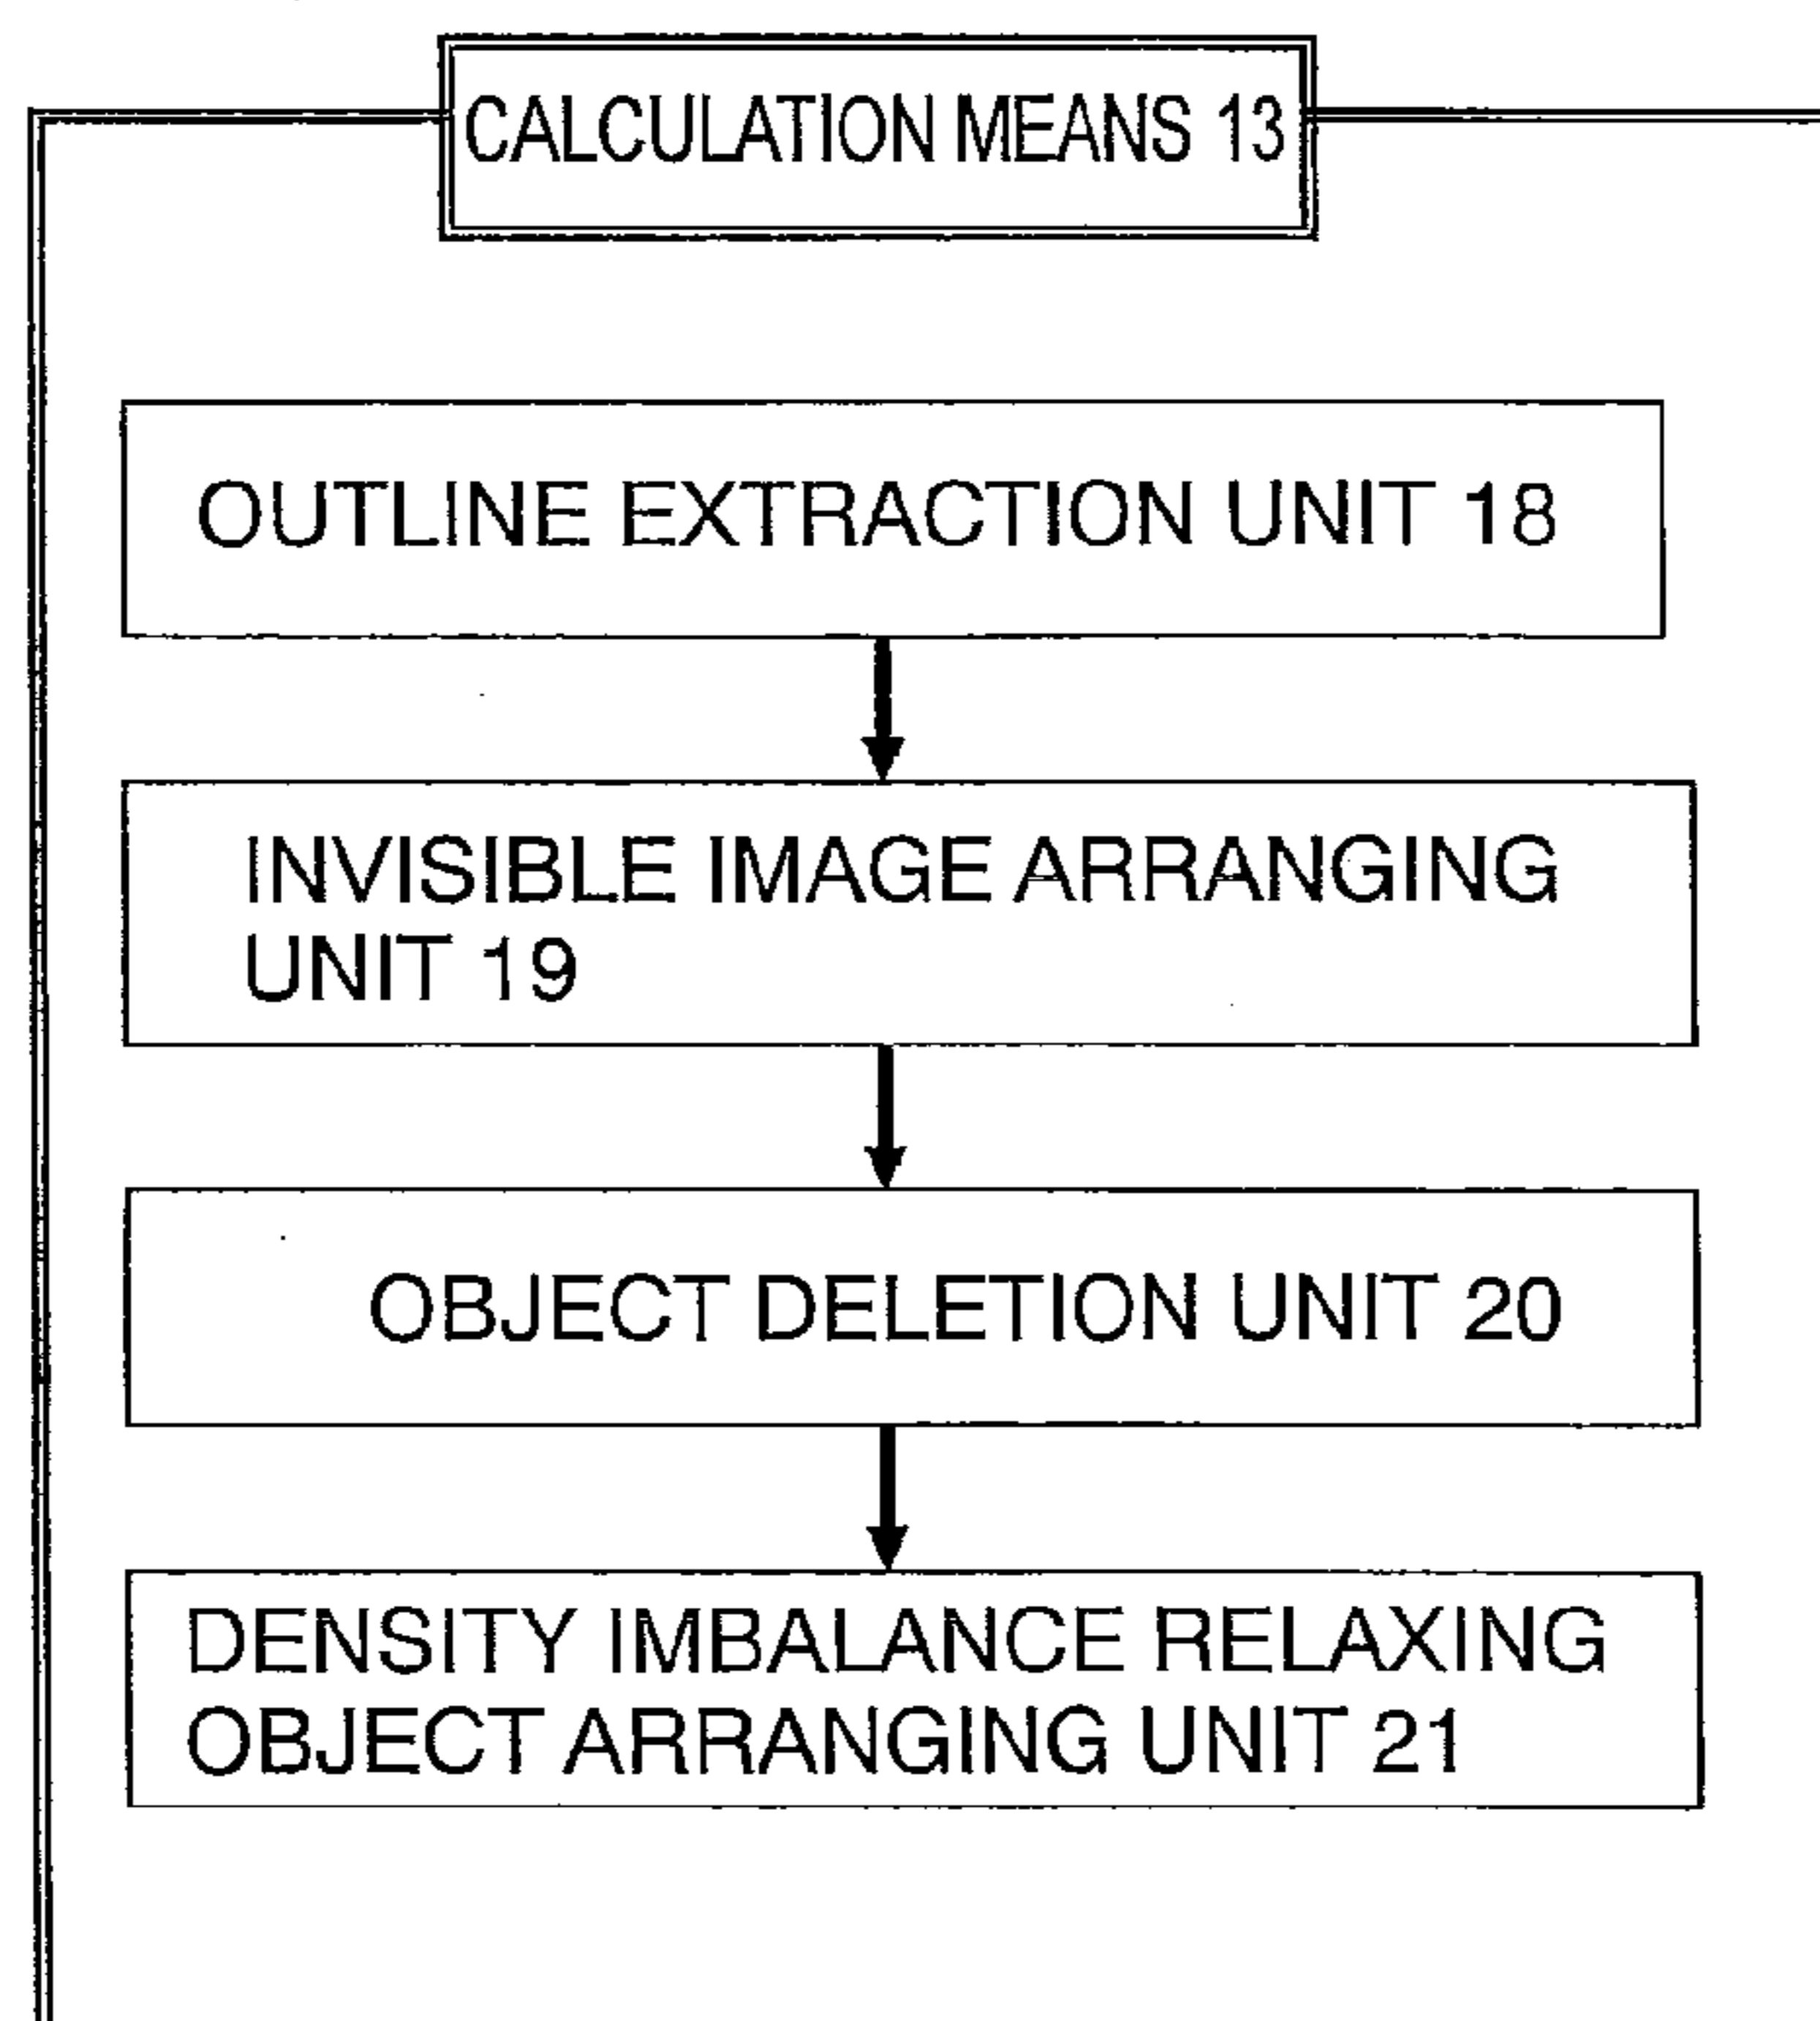 CALCULATION MEANS 13
OUTLINE EXTRACTION UNIT 18
INVISIBLE IMAGE ARRANGING
UNIT 19
OBJECT DELETION UNIT 20
DENSITY IMBALANCE RELAXING
OBJECT ARRANGING UNIT 21